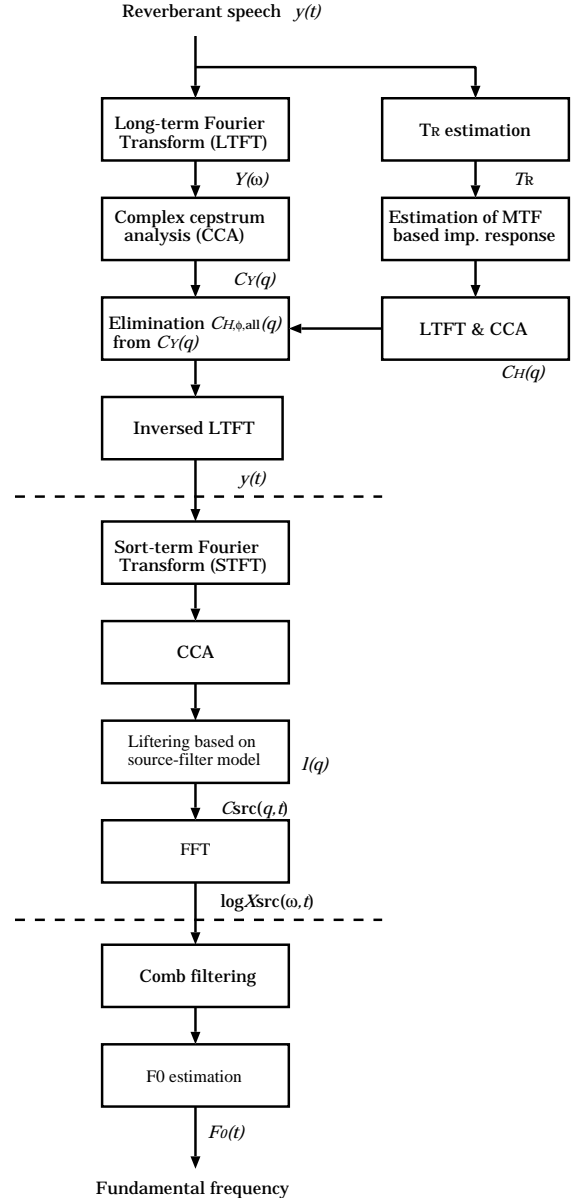 Reverberant speech y(t)
Long-term Fourier
Transform (LTFT)
TR estimation
Y(ω)
TR
Complex cepstrum
analysis (CCA)
Estimation of MTF
based imp. response
CY(q)
Elimination CH,ϕ,all(q)
from CY(q)
LTFT & CCA
CH(q)
Inversed LTFT
y(t)
Sort-term Fourier
Transform (STFT)
CCA
Liftering based on
source-filter model
l(q)
Csrc(q,t)
FFT
logXsrc(ω,t)
Comb filtering
F0 estimation
F0(t)
Fundamental frequency